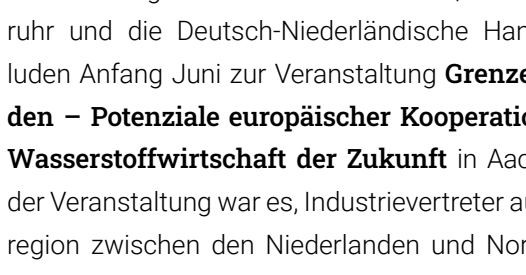 ruhr und die Deutsch-Niederländische Han
luden Anfang Juni zur Veranstaltung Grenze
den – Potenziale europäischer Kooperatio
Wasserstoffwirtschaft der Zukunft in Aac
der Veranstaltung war es, Industrievertreter au
region zwischen den Niederlanden und Nor